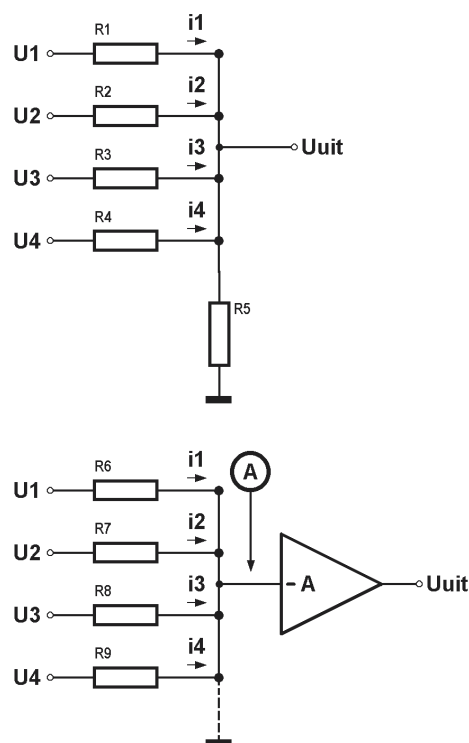 R1 i1
U1
R2 i2
U2
Uuit
R3 i3
U3
R4 i4
U4
R5
R6 i1
A
U1
R7 i2
U2
- A
Uuit
R8 i3
U3
R9 i4
U4